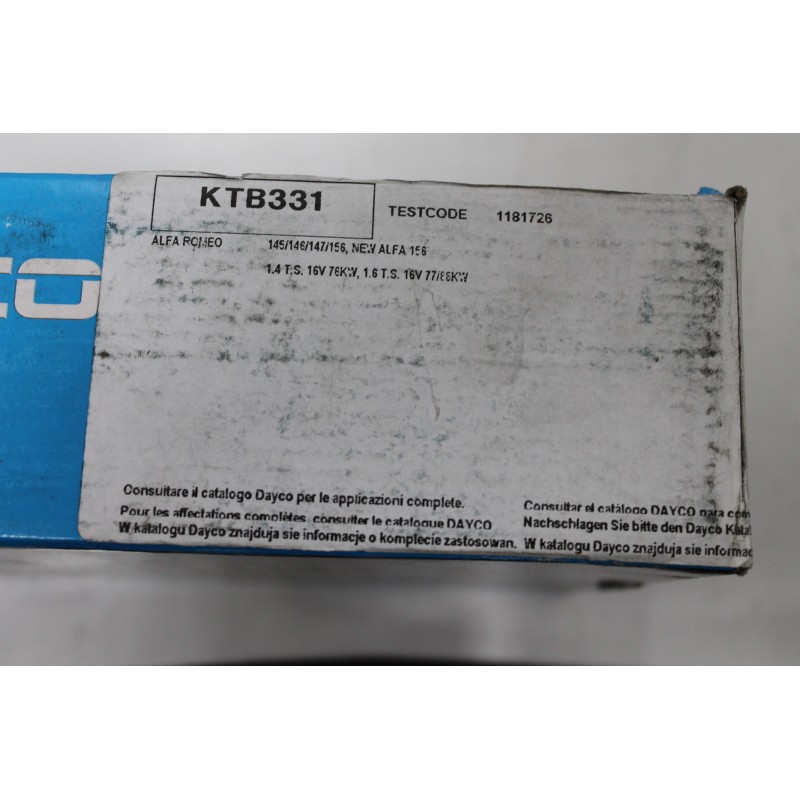 CO
KTB331
TESTCODE 1181726
ALFA ROMEO 145/146/147/156, NEW ALFA 156
1.4 T.S. 16V 76KW, 1.6 T.S. 16V 77/88KW
Consultare il catalogo Dayco per le applicazioni complete.
Pour les affectations complètes, consulter le catalogue DAYCO
W katalogu Dayco znajduja sie informacje o komplecie zastosowan.
Consultar el catálogo DAYCO para com
Nachschlagen Sie bitte den Dayco Katal
W katalogu Dayco znajduja sie informac